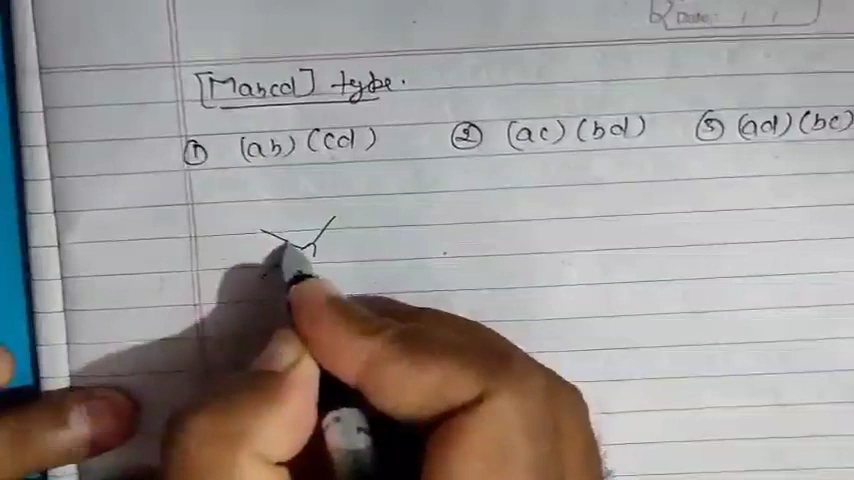 Date: / /
[Mabcd] type.
① (ab) (cd) ② (ac) (bd) ③ (ad) (bc)